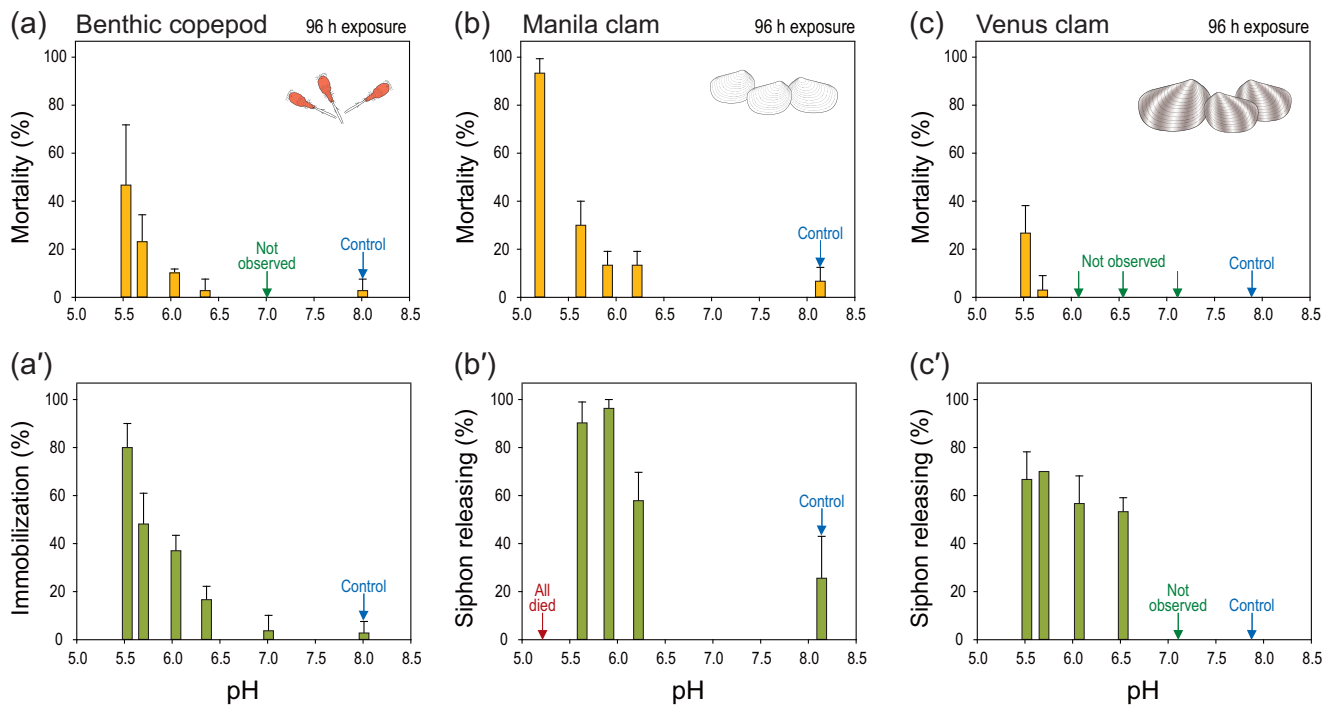 (a) Benthic copepod 96 h exposure
Mortality (%)
100
80
60
40
20
0
Not
observed
Control
5.0 5.5 6.0 6.5 7.0 7.5 8.0 8.5
(b) Manila clam 96 h exposure
Mortality (%)
100
80
60
40
20
0
Control
5.0 5.5 6.0 6.5 7.0 7.5 8.0 8.5
(c) Venus clam 96 h exposure
Mortality (%)
100
80
60
40
20
0
Not observed
Control
5.0 5.5 6.0 6.5 7.0 7.5 8.0 8.5
(a′)
Immobilization (%)
100
80
60
40
20
0
Control
5.0 5.5 6.0 6.5 7.0 7.5 8.0 8.5
pH
(b′)
Siphon releasing (%)
100
80
60
40
20
0
All
died
Control
5.0 5.5 6.0 6.5 7.0 7.5 8.0 8.5
pH
(c′)
Siphon releasing (%)
100
80
60
40
20
0
Not
observed
Control
5.0 5.5 6.0 6.5 7.0 7.5 8.0 8.5
pH